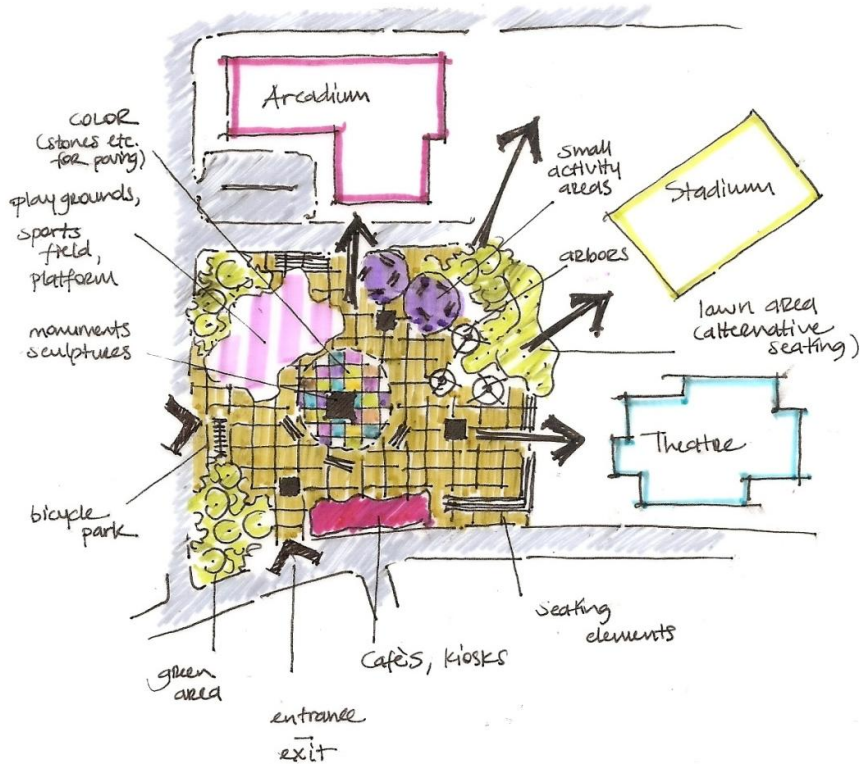 Arcadium
COLOR
(stones etc.
for paving)
small
activity
areas
Stadium
playgrounds,
sports
field,
platform
arbors
lawn area
(alternative
seating)
monuments
sculptures
Theatre
bicycle
park
seating
elements
Cafès, kiosks
green
area
entrance
exit